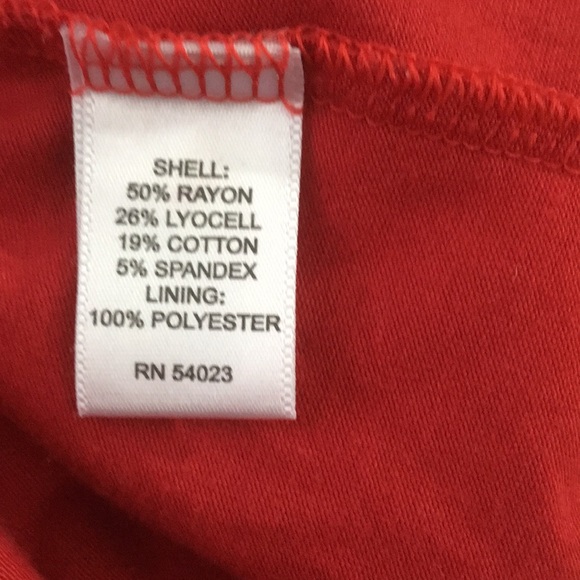 SHELL:
50% RAYON
26% LYOCELL
19% COTTON
5% SPANDEX
LINING:
100% POLYESTER
RN 54023